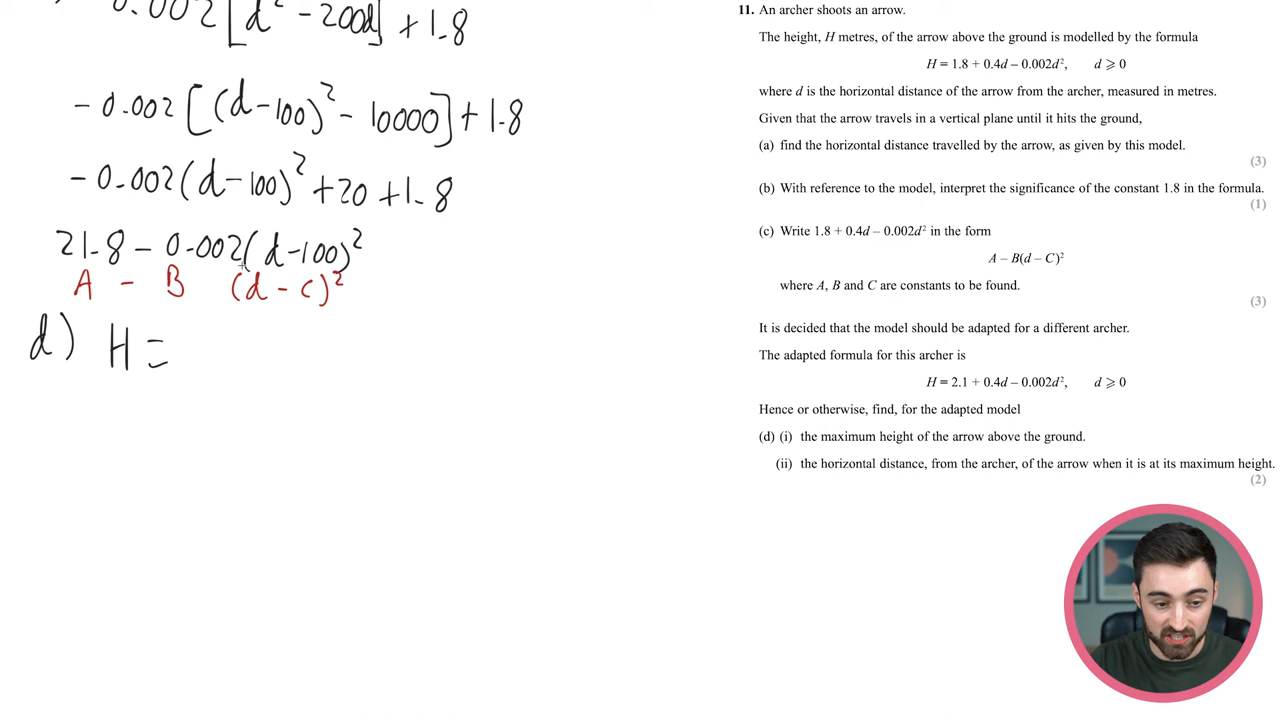 - 0.002 [d² - 200d] + 1.8
- 0.002 [(d - 100)² - 10000] + 1.8
- 0.002 (d - 100)² + 20 + 1.8
21.8 - 0.002 (d - 100)²
A - B (d - C)²
d) H =
11. An archer shoots an arrow.
The height, H metres, of the arrow above the ground is modelled by the formula
H = 1.8 + 0.4d – 0.002d², d ⩾ 0
where d is the horizontal distance of the arrow from the archer, measured in metres.
Given that the arrow travels in a vertical plane until it hits the ground,
(a) find the horizontal distance travelled by the arrow, as given by this model.
(3)
(b) With reference to the model, interpret the significance of the constant 1.8 in the formula.
(1)
(c) Write 1.8 + 0.4d – 0.002d² in the form
A – B(d – C)²
where A, B and C are constants to be found.
(3)
It is decided that the model should be adapted for a different archer.
The adapted formula for this archer is
H = 2.1 + 0.4d – 0.002d², d ⩾ 0
Hence or otherwise, find, for the adapted model
(d) (i) the maximum height of the arrow above the ground.
(ii) the horizontal distance, from the archer, of the arrow when it is at its maximum height.
(2)